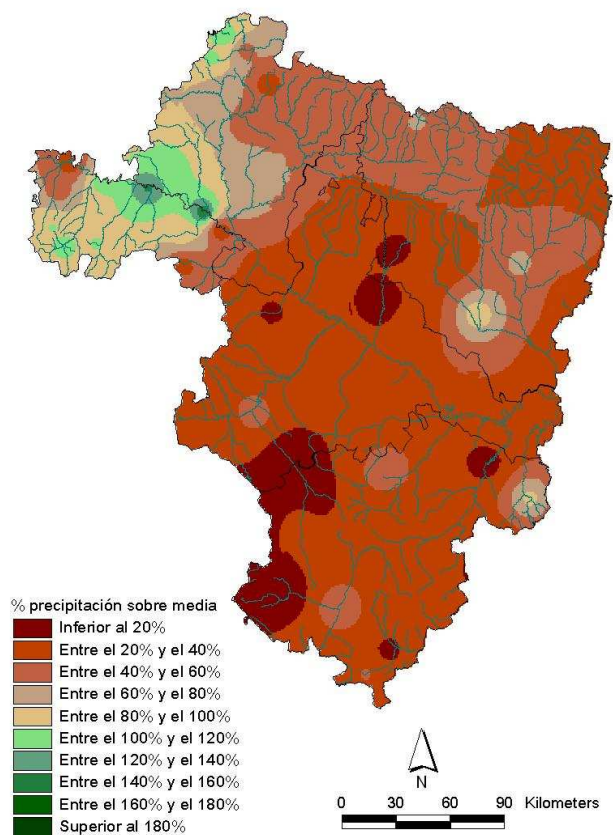 % precipitación sobre media
Inferior al 20%
Entre el 20% y el 40%
Entre el 40% y el 60%
Entre el 60% y el 80%
Entre el 80% y el 100%
Entre el 100% y el 120%
Entre el 120% y el 140%
Entre el 140% y el 160%
Entre el 160% y el 180%
Superior al 180%
N
0 30 60 90 Kilometers